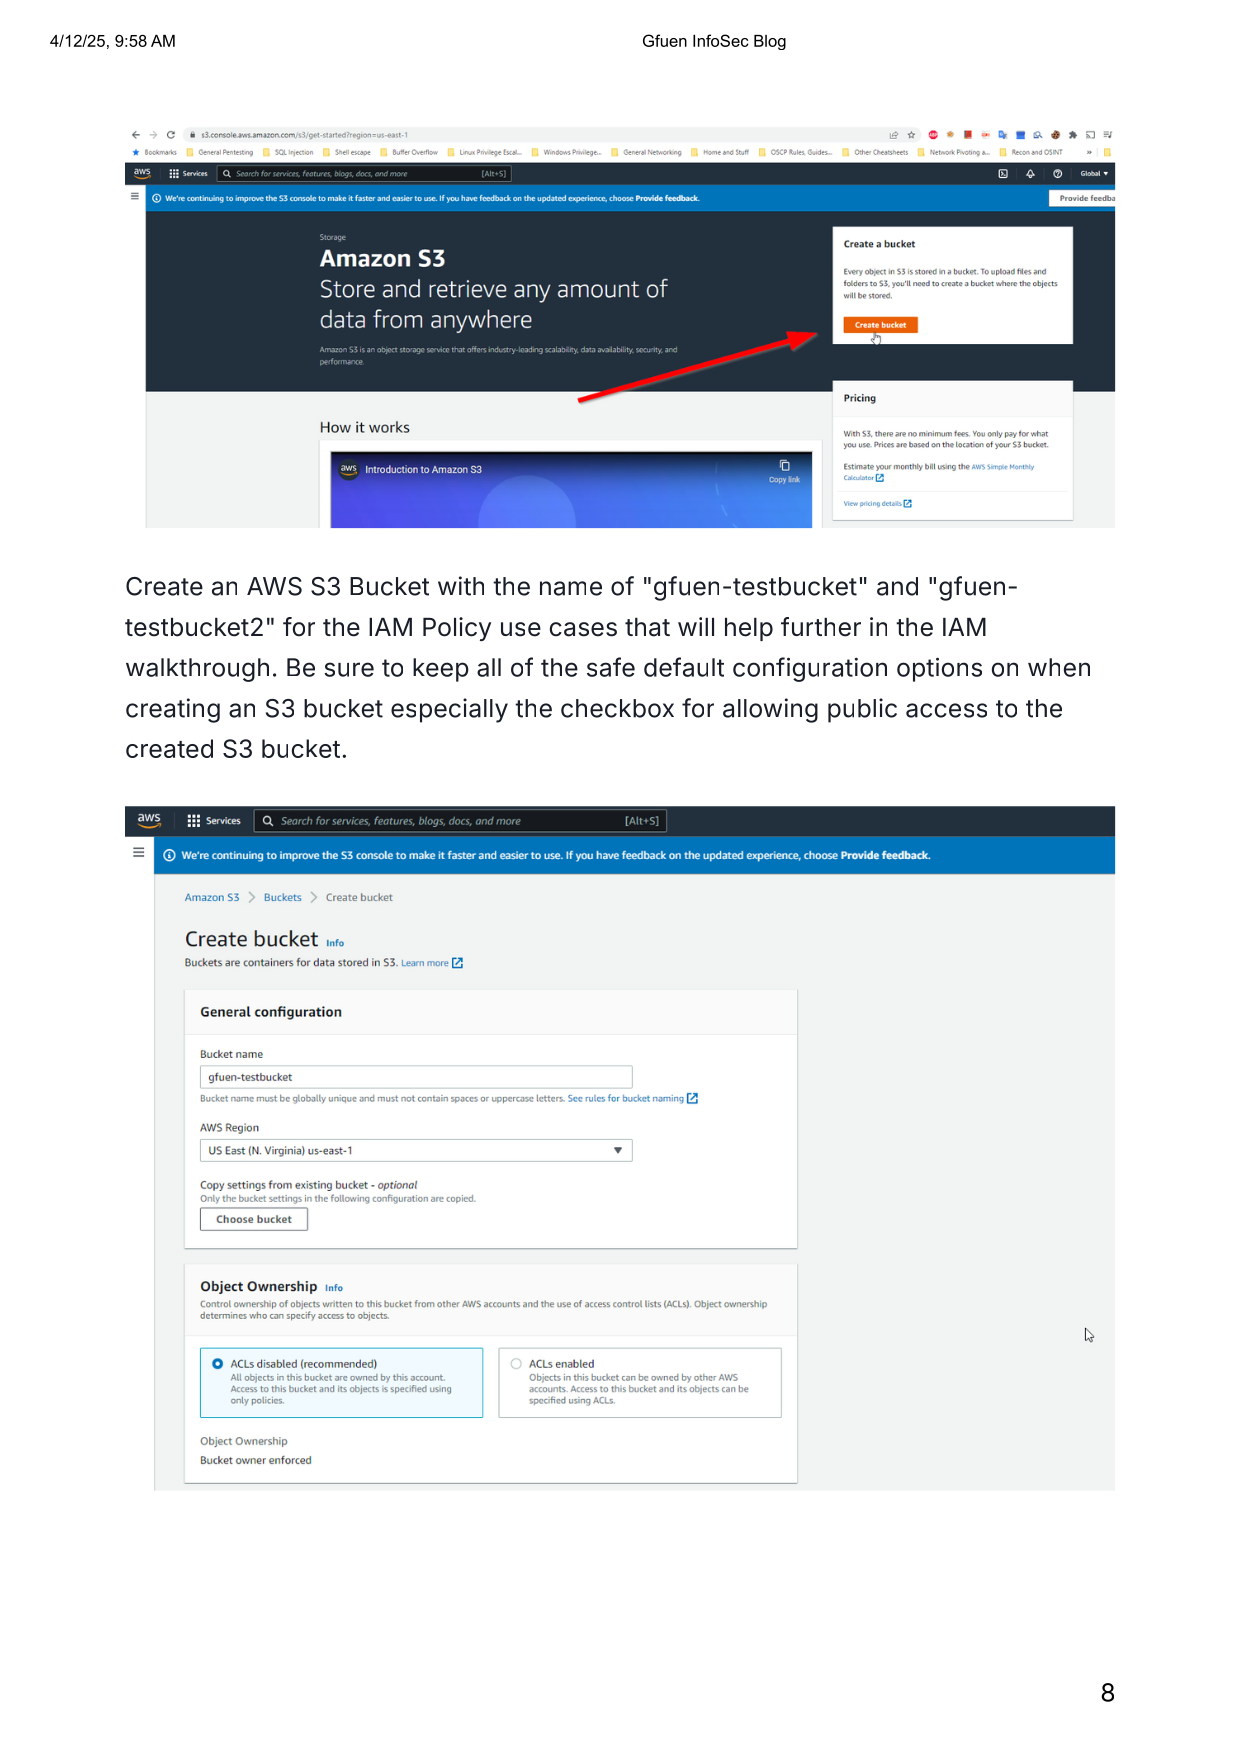 4/12/25, 9:58 AM
Gfuen InfoSec Blog
s3.console.aws.amazon.com/s3/get-started?region=us-east-1
Bookmarks General Pentesting SQL Injection Shell escape Buffer Overflow Linux Privilege Escal... Windows Privilege... General Networking Home and Stuff OSCP Rules, Guides... Other Cheatsheets Network Pivoting a... Recon and OSINT »
aws Services Search for services, features, blogs, docs, and more [Alt+S] Global
We're continuing to improve the S3 console to make it faster and easier to use. If you have feedback on the updated experience, choose Provide feedback.
Provide feedba
Storage
Amazon S3
Store and retrieve any amount of
data from anywhere
Amazon S3 is an object storage service that offers industry-leading scalability, data availability, security, and
performance.
Create a bucket
Every object in S3 is stored in a bucket. To upload files and
folders to S3, you'll need to create a bucket where the objects
will be stored.
Create bucket
Pricing
With S3, there are no minimum fees. You only pay for what
you use. Prices are based on the location of your S3 bucket.
Estimate your monthly bill using the AWS Simple Monthly
Calculator
View pricing details
How it works
aws Introduction to Amazon S3
Copy link
Create an AWS S3 Bucket with the name of "gfuen-testbucket" and "gfuen-
testbucket2" for the IAM Policy use cases that will help further in the IAM
walkthrough. Be sure to keep all of the safe default configuration options on when
creating an S3 bucket especially the checkbox for allowing public access to the
created S3 bucket.
aws Services Search for services, features, blogs, docs, and more [Alt+S]
We're continuing to improve the S3 console to make it faster and easier to use. If you have feedback on the updated experience, choose Provide feedback.
Amazon S3 > Buckets > Create bucket
Create bucket Info
Buckets are containers for data stored in S3. Learn more
General configuration
Bucket name
gfuen-testbucket
Bucket name must be globally unique and must not contain spaces or uppercase letters. See rules for bucket naming
AWS Region
US East (N. Virginia) us-east-1
Copy settings from existing bucket - optional
Only the bucket settings in the following configuration are copied.
Choose bucket
Object Ownership Info
Control ownership of objects written to this bucket from other AWS accounts and the use of access control lists (ACLs). Object ownership
determines who can specify access to objects.
ACLs disabled (recommended)
All objects in this bucket are owned by this account.
Access to this bucket and its objects is specified using
only policies.
ACLs enabled
Objects in this bucket can be owned by other AWS
accounts. Access to this bucket and its objects can be
specified using ACLs.
Object Ownership
Bucket owner enforced
8